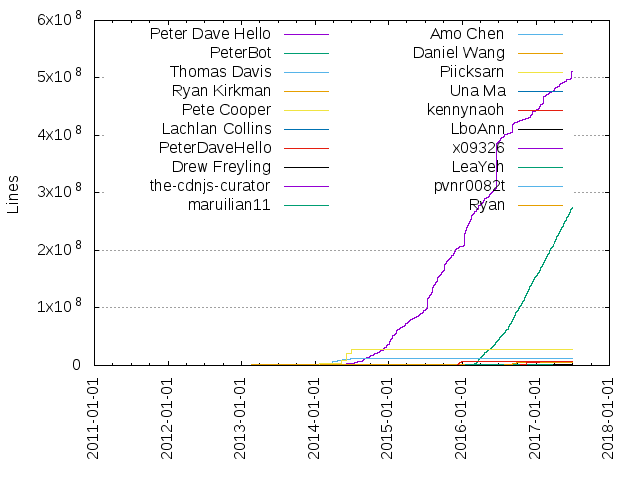 6x10^8
5x10^8
4x10^8
3x10^8
2x10^8
1x10^8
0
Lines
Peter Dave Hello
PeterBot
Thomas Davis
Ryan Kirkman
Pete Cooper
Lachlan Collins
PeterDaveHello
Drew Freyling
the-cdnjs-curator
maruilian11
Amo Chen
Daniel Wang
Piicksarn
Una Ma
kennynaoh
LboAnn
x09326
LeaYeh
pvnr0082t
Ryan
2011-01-01
2012-01-01
2013-01-01
2014-01-01
2015-01-01
2016-01-01
2017-01-01
2018-01-01